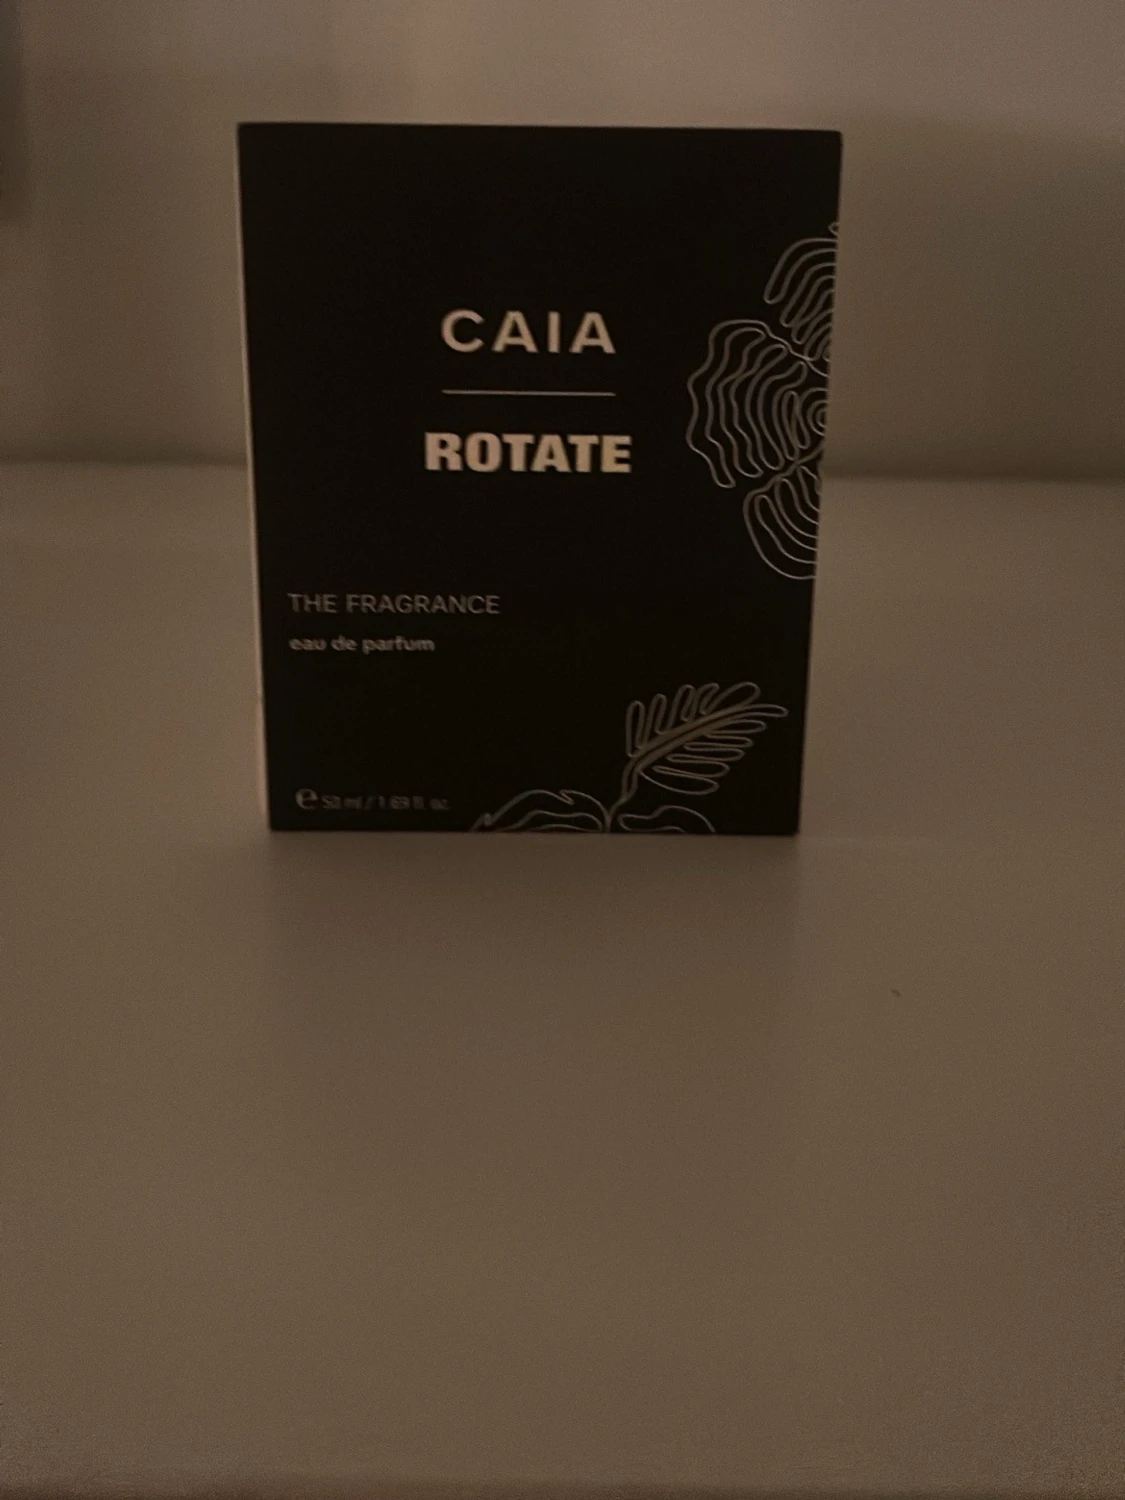 CAIA
ROTATE
THE FRAGRANCE
eau de parfum
℮ 50 ml / 1.69 fl. oz.